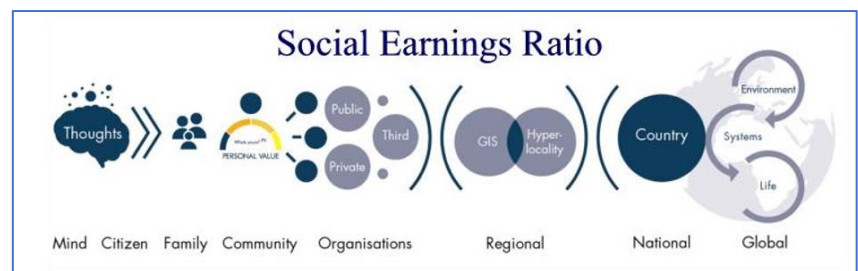 Social Earnings Ratio
Thoughts
PERSONAL VALUE
Public
Third
Private
GIS
Hyper-
locality
Country
Environment
Systems
Life
Mind Citizen Family Community Organisations Regional National Global